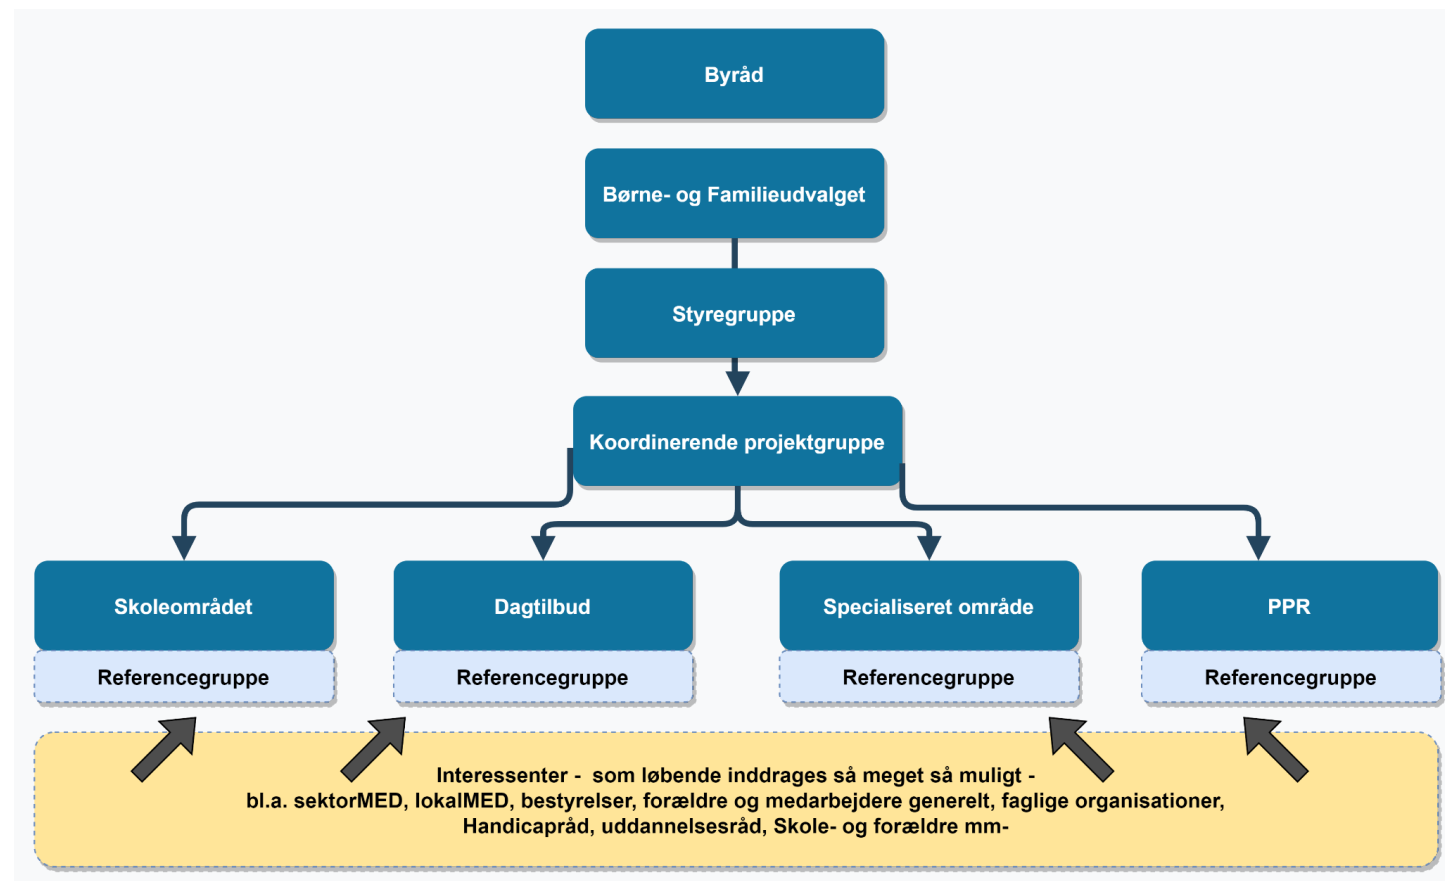 Byråd
Børne- og Familieudvalget
Styregruppe
Koordinerende projektgruppe
Skoleområdet
Dagtilbud
Specialiseret område
PPR
Referencegruppe
Referencegruppe
Referencegruppe
Referencegruppe
Interessenter - som løbende inddrages så meget så muligt -
bl.a. sektorMED, lokalMED, bestyrelser, forældre og medarbejdere generelt, faglige organisationer,
Handicapråd, uddannelsesråd, Skole- og forældre mm-